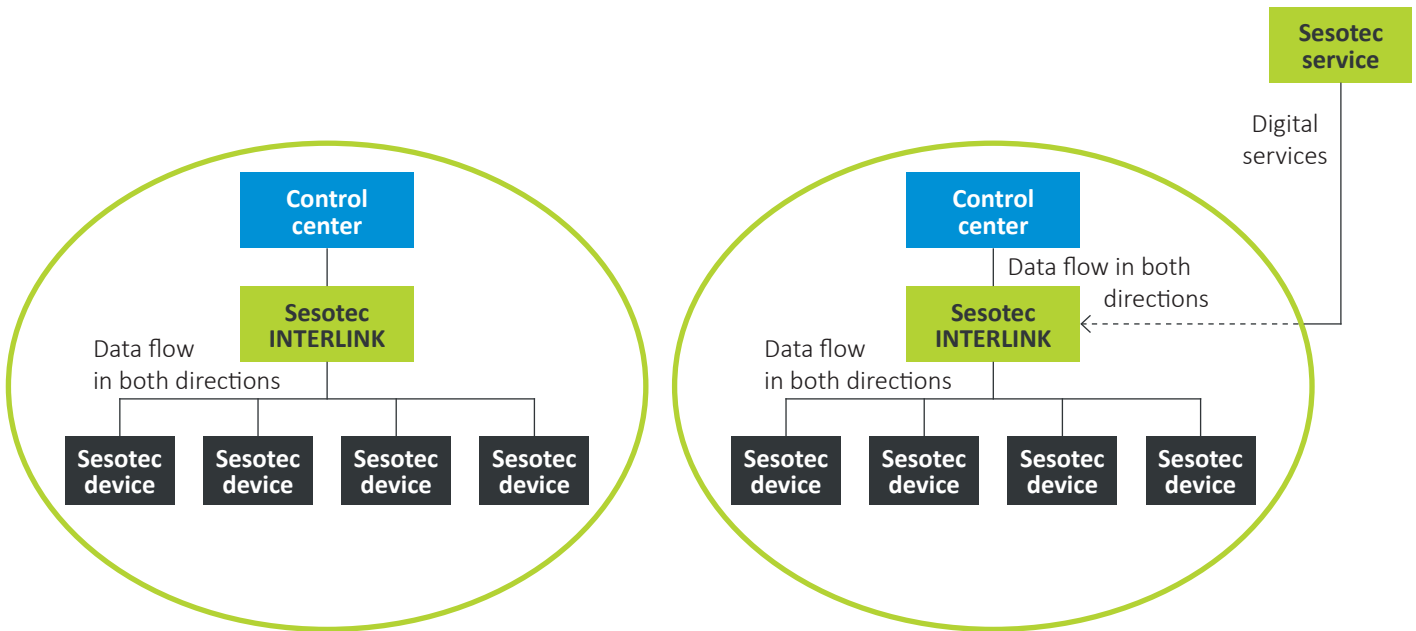 Sesotec
service
Digital
services
Control
center
Sesotec
INTERLINK
Data flow
in both directions
Sesotec
device
Sesotec
device
Sesotec
device
Sesotec
device
Control
center
Data flow in both
directions
Sesotec
INTERLINK
Data flow
in both directions
Sesotec
device
Sesotec
device
Sesotec
device
Sesotec
device